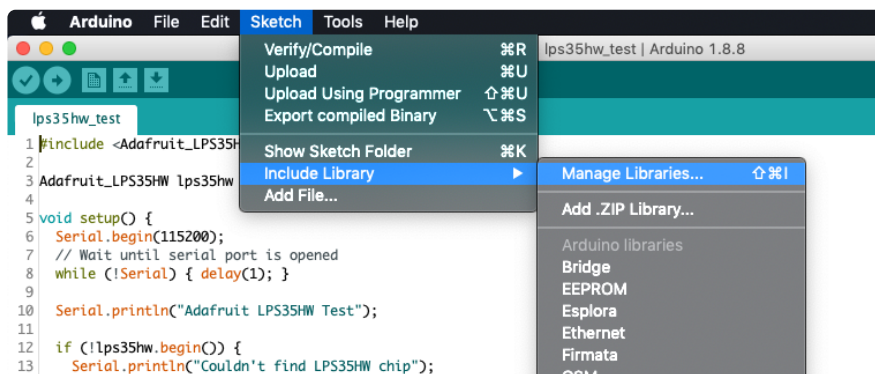 Arduino File Edit Sketch Tools Help
lps35hw_test | Arduino 1.8.8
Verify/Compile ⌘R
Upload ⌘U
Upload Using Programmer ⇧⌘U
Export compiled Binary ⌥⌘S
Show Sketch Folder ⌘K
Include Library ▶
Add File...
Manage Libraries... ⇧⌘I
Add .ZIP Library...
Arduino libraries
Bridge
EEPROM
Esplora
Ethernet
Firmata
lps35hw_test
1 #include <Adafruit_LPS35H
2
3 Adafruit_LPS35HW lps35hw
4
5 void setup() {
6 Serial.begin(115200);
7 // Wait until serial port is opened
8 while (!Serial) { delay(1); }
9
10 Serial.println("Adafruit LPS35HW Test");
11
12 if (!lps35hw.begin()) {
13 Serial.println("Couldn't find LPS35HW chip");